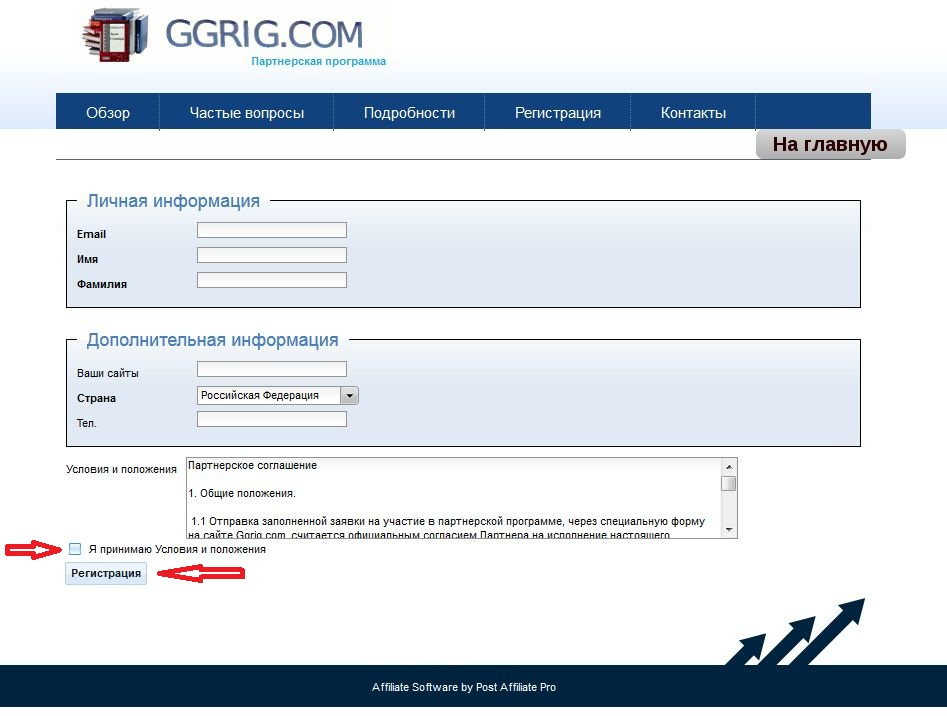 GGRIG.COM
Партнерская программа
Обзор
Частые вопросы
Подробности
Регистрация
Контакты
На главную
Личная информация
Email
Имя
Фамилия
Дополнительная информация
Ваши сайты
Страна
Российская Федерация
Тел.
Условия и положения
Партнерское соглашение
1. Общие положения.
1.1 Отправка заполненной заявки на участие в партнерской программе, через специальную форму
на сайте Ggrig.com, считается официальным согласием Партнера на исполнение настоящего
Я принимаю Условия и положения
Регистрация
Affiliate Software by Post Affiliate Pro